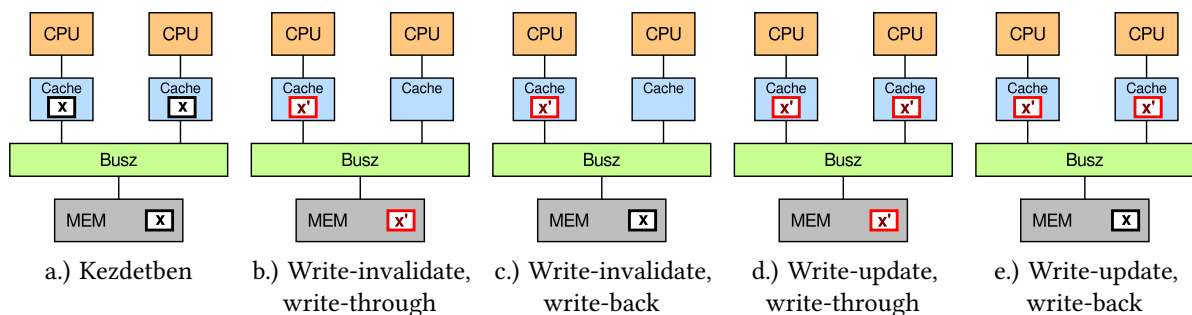 CPU CPU CPU CPU CPU CPU CPU CPU CPU CPU
Cache Cache Cache Cache Cache Cache Cache Cache Cache Cache
x x x' x' x' x' x' x'
Busz Busz Busz Busz Busz
MEM x MEM x' MEM x MEM x' MEM x
a.) Kezdetben b.) Write-invalidate, c.) Write-invalidate, d.) Write-update, e.) Write-update,
write-through write-back write-through write-back